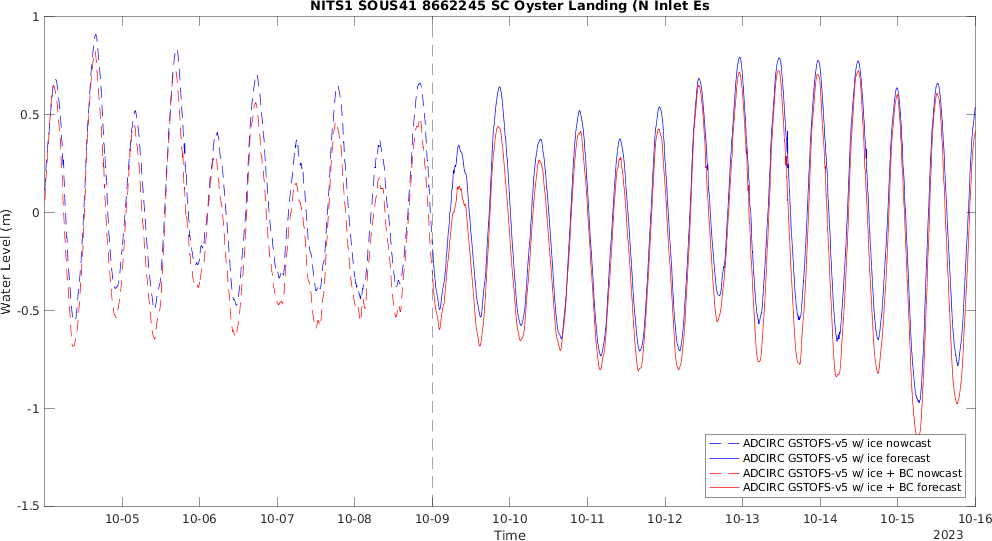 NITS1 SOUS41 8662245 SC Oyster Landing (N Inlet Es
1
0.5
0
-0.5
-1
-1.5
Water Level (m)
10-05 10-06 10-07 10-08 10-09 10-10 10-11 10-12 10-13 10-14 10-15 10-16
Time
2023
ADCIRC GSTOFS-v5 w/ ice nowcast
ADCIRC GSTOFS-v5 w/ ice forecast
ADCIRC GSTOFS-v5 w/ ice + BC nowcast
ADCIRC GSTOFS-v5 w/ ice + BC forecast